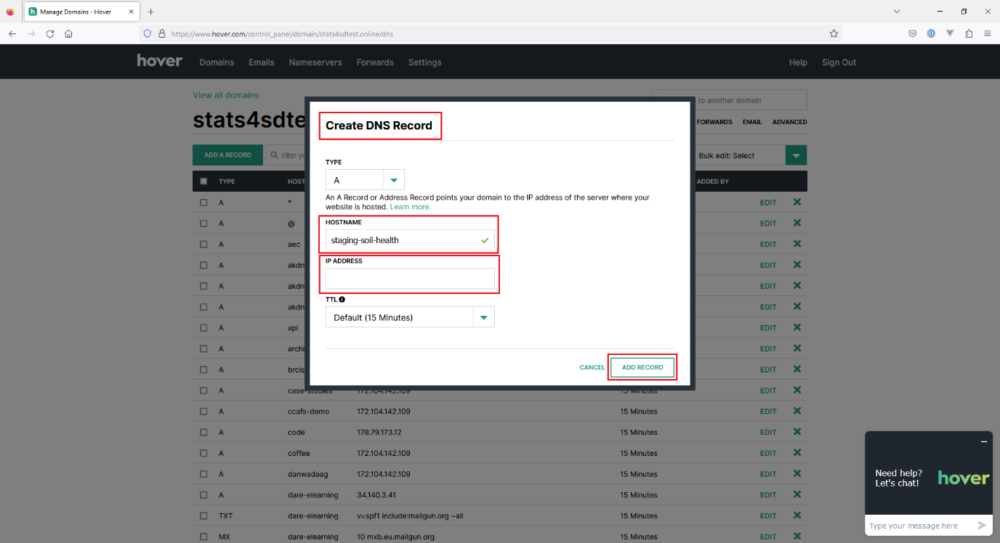 Manage Domains - Hover
https://www.hover.com/control_panel/domain/stats4sdtest.online/dns
hover Domains Emails Nameservers Forwards Settings Help Sign Out
View all domains
to another domain
stats4sdte
FORWARDS EMAIL ADVANCED
ADD A RECORD Filter yo Bulk edit: Select
TYPE HOST ADDED BY
Create DNS Record
TYPE
A
An A Record or Address Record points your domain to the IP address of the server where your
website is hosted. Learn more.
HOSTNAME
staging-soil-health
IP ADDRESS
TTL
Default (15 Minutes)
CANCEL ADD RECORD
A * EDIT
A @ EDIT
A aec EDIT
A akdn EDIT
A akdn EDIT
A akdn EDIT
A api EDIT
A archi EDIT
A brcis EDIT
A case-studies 172.104.142.109 15 Minutes EDIT
A ccafs-demo 172.104.142.109 15 Minutes EDIT
A code 178.79.173.12 15 Minutes EDIT
A coffee 172.104.142.109 15 Minutes EDIT
A danwadaag 172.104.142.109 15 Minutes EDIT
A dare-elearning 34.140.3.41 15 Minutes EDIT
TXT dare-elearning v=spf1 include:mailgun.org ~all 15 Minutes EDIT
MX dare-elearning 10 mxb.eu.mailgun.org 15 Minutes EDIT
Need help?
Let's chat!
hover
Type your message here